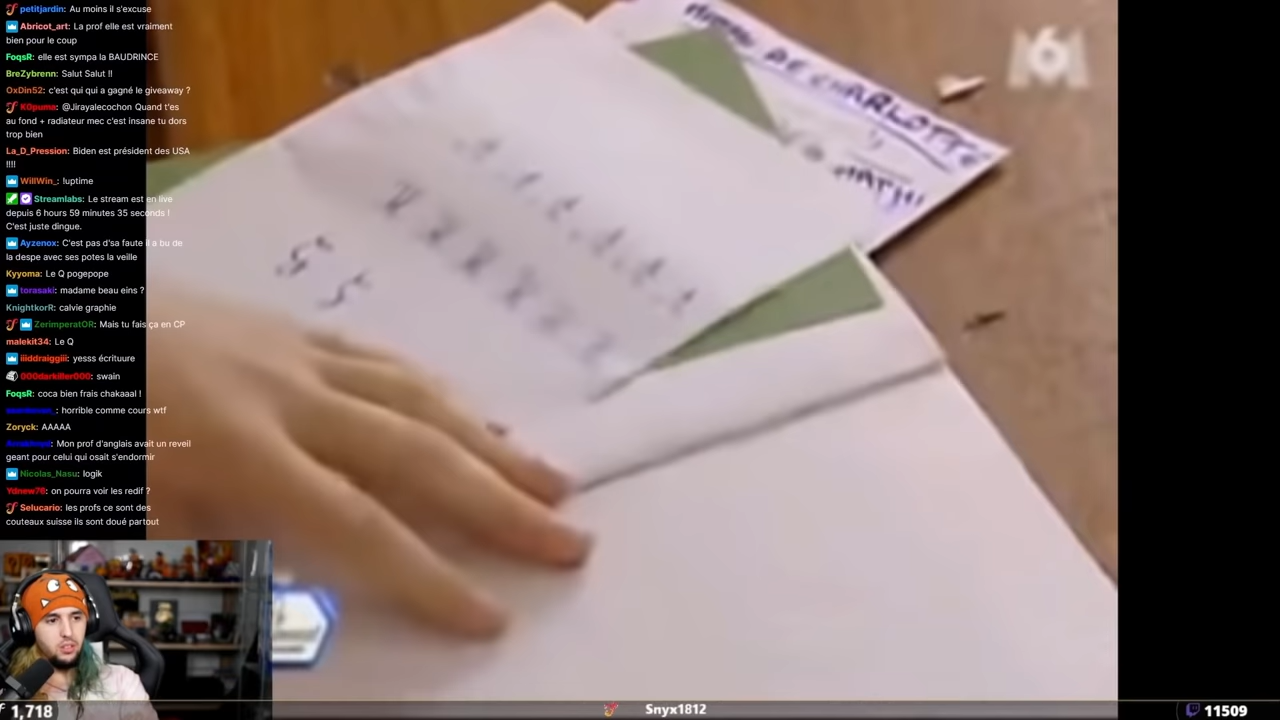 petitjardin: Au moins il s'excuse
Abricot_art: La prof elle est vraiment
bien pour le coup
FoqsR: elle est sympa la BAUDRINCE
BreZybrenn: Salut Salut !!
OxDin52: c'est qui qui a gagné le giveaway ?
K0puma: @Jirayalecochon Quand t'es
au fond + radiateur mec c'est insane tu dors
trop bien
La_D_Pression: Biden est président des USA
!!!!
WillWin_: !uptime
Streamlabs: Le stream est en live
depuis 6 hours 59 minutes 35 seconds !
C'est juste dingue.
Ayzenox: C'est pas d'sa faute il a bu de
la despe avec ses potes la veille
Kyyoma: Le Q pogepope
torasaki: madame beau eins ?
KnightkorR: calvie graphie
ZerimperatOR: Mais tu fais ça en CP
malekit34: Le Q
iiiddraiggiii: yesss écrituure
000darkiller000: swain
FoqsR: coca bien frais chakaaal !
horrible comme cours wtf
Zoryck: AAAAA
Mon prof d'anglais avait un reveil
geant pour celui qui osait s'endormir
Nicolas_Nasu: logik
Ydnew76: on pourra voir les redif ?
Selucario: les profs ce sont des
couteaux suisse ils sont doué partout
M6
DE CHARLOTTE
1,718
Snyx1812
11509